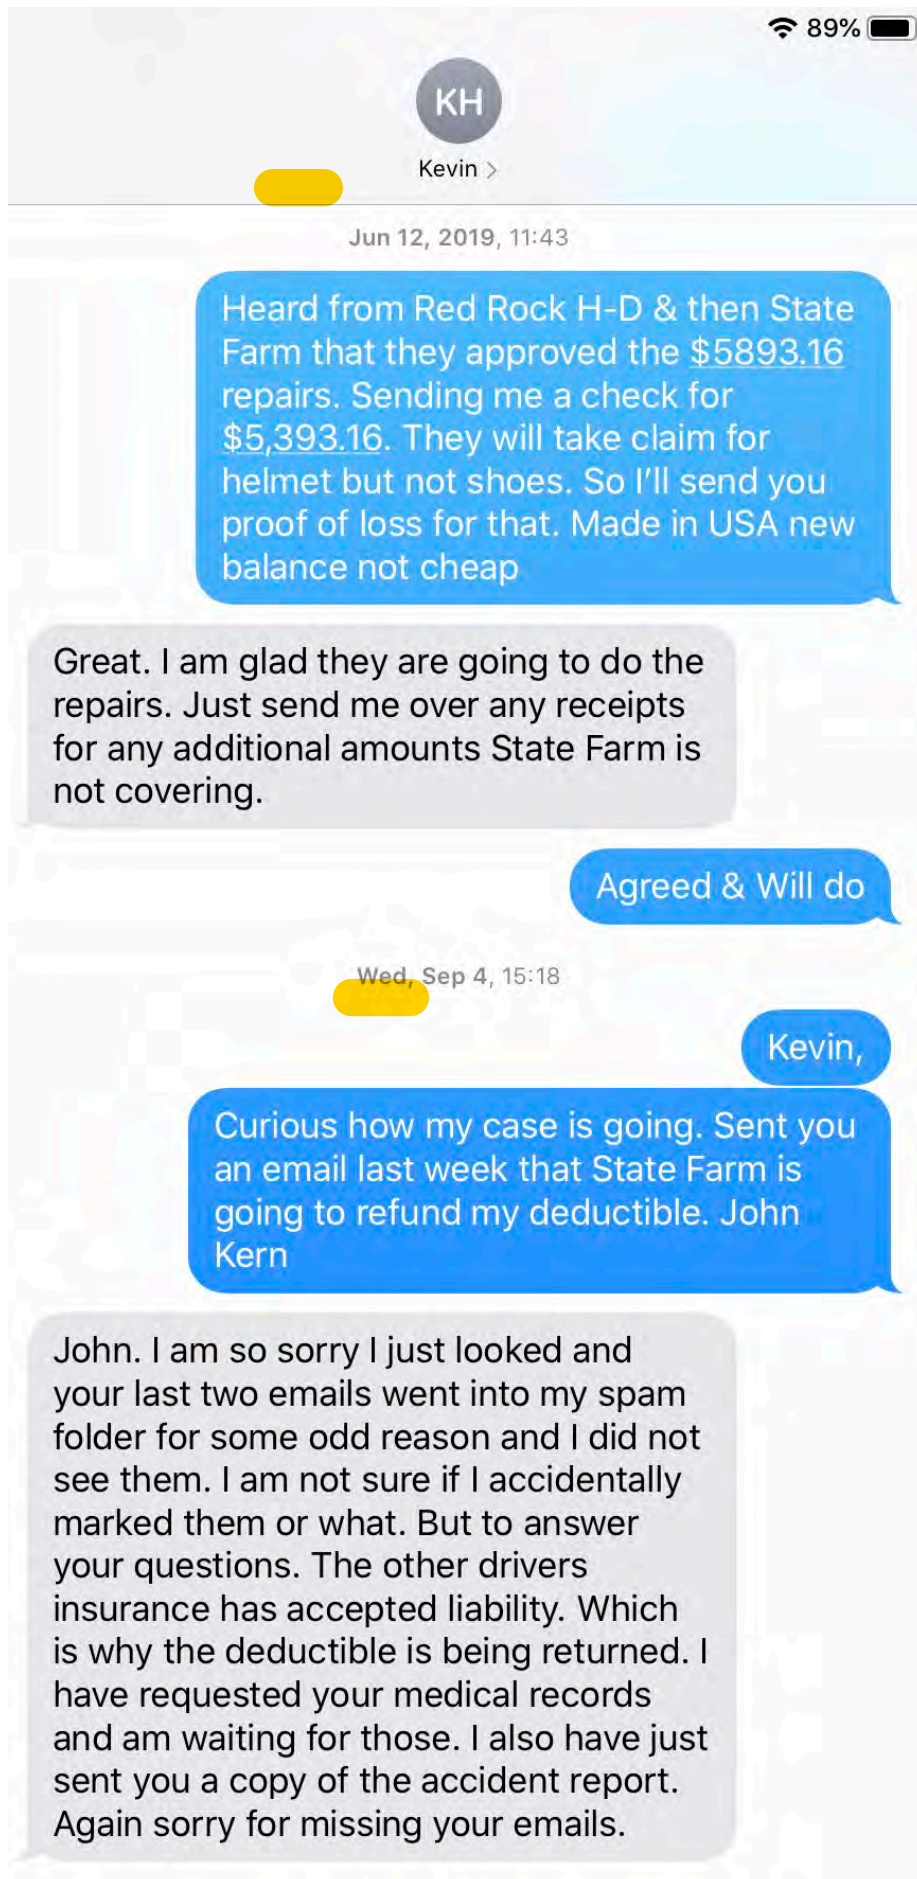 89%
KH
Kevin >
Jun 12, 2019, 11:43
Heard from Red Rock H-D & then State
Farm that they approved the $5893.16
repairs. Sending me a check for
$5,393.16. They will take claim for
helmet but not shoes. So I’ll send you
proof of loss for that. Made in USA new
balance not cheap
Great. I am glad they are going to do the
repairs. Just send me over any receipts
for any additional amounts State Farm is
not covering.
Agreed & Will do
Wed, Sep 4, 15:18
Kevin,
Curious how my case is going. Sent you
an email last week that State Farm is
going to refund my deductible. John
Kern
John. I am so sorry I just looked and
your last two emails went into my spam
folder for some odd reason and I did not
see them. I am not sure if I accidentally
marked them or what. But to answer
your questions. The other drivers
insurance has accepted liability. Which
is why the deductible is being returned. I
have requested your medical records
and am waiting for those. I also have just
sent you a copy of the accident report.
Again sorry for missing your emails.